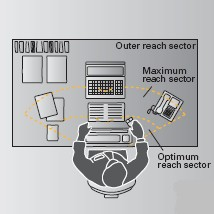 Outer reach sector
Maximum
reach sector
Optimum
reach sector